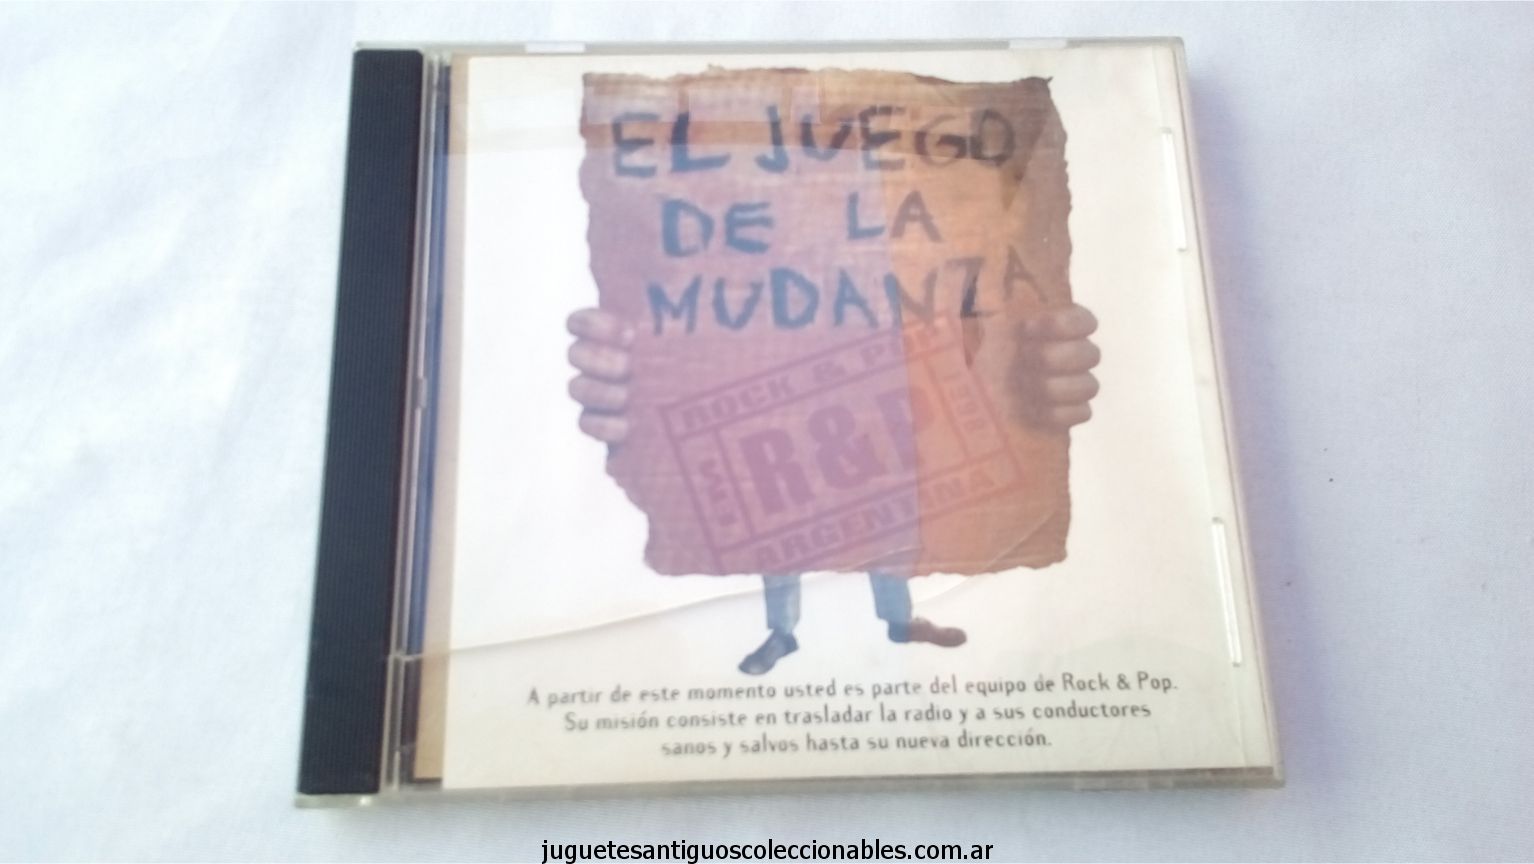 EL JUEGO
DE LA
MUDANZA
ROCK & POP
FM
R&P
1998
ARGENTINA
A partir de este momento usted es parte del equipo de Rock & Pop.
Su misión consiste en trasladar la radio y a sus conductores
sanos y salvos hasta su nueva dirección.
juguetesantiguoscoleccionables.com.ar